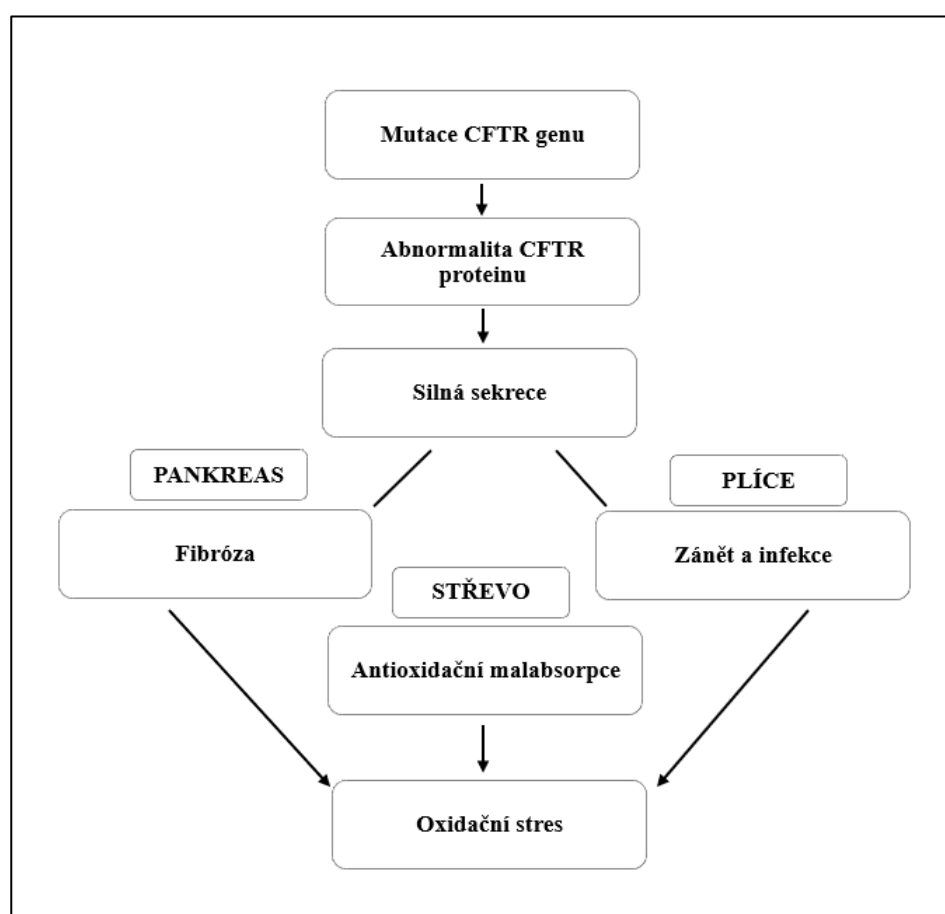 Mutace CFTR genu
Abnormalita CFTR
proteinu
Silná sekrece
PANKREAS
PLÍCE
Fibróza
Zánět a infekce
STŘEVO
Antioxidační malabsorpce
Oxidační stres